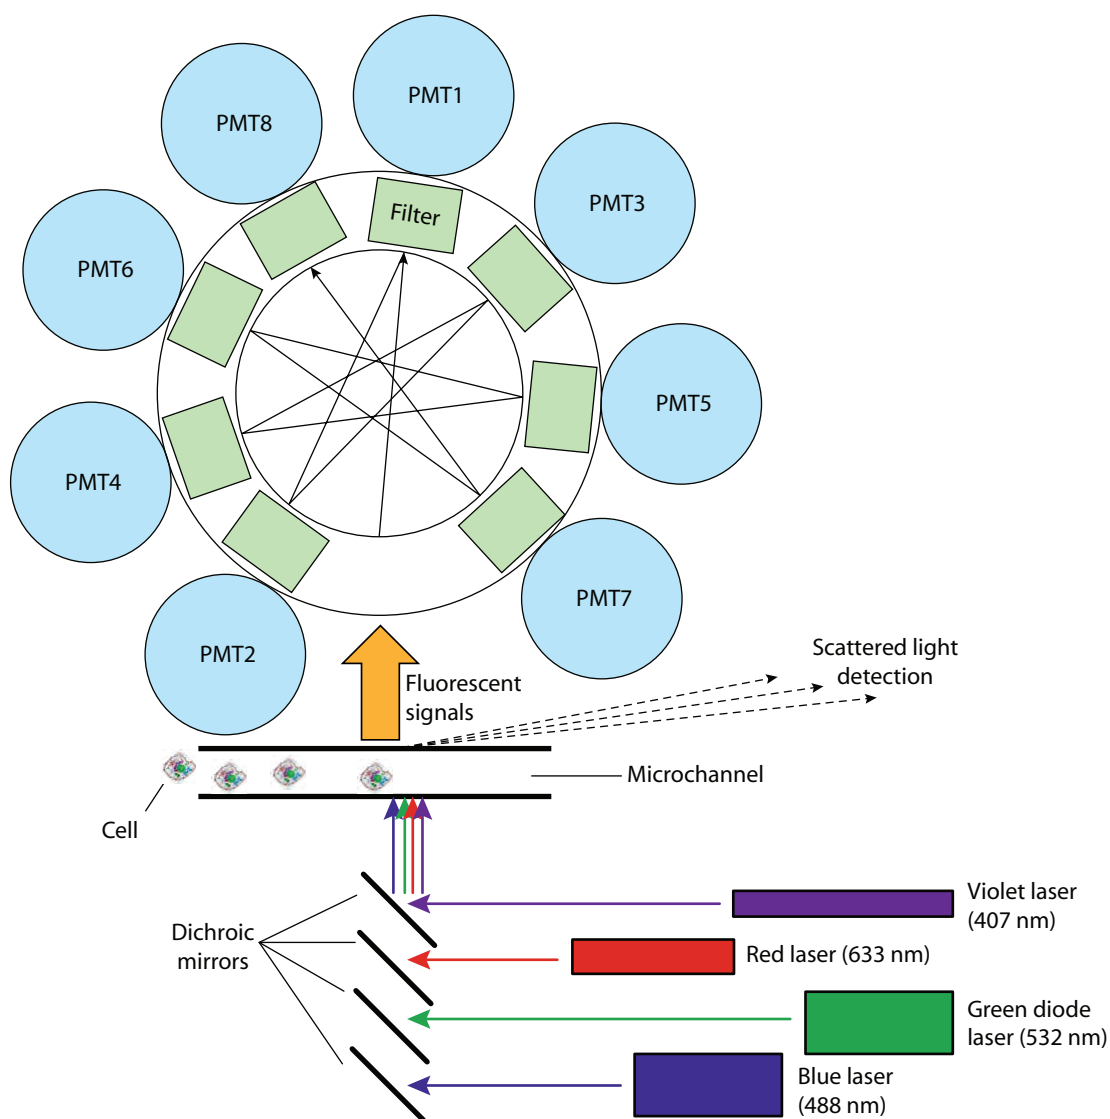 PMT1
PMT8
PMT3
Filter
PMT6
PMT5
PMT4
PMT7
PMT2
Scattered light
detection
Fluorescent
signals
Microchannel
Cell
Violet laser
(407 nm)
Dichroic
mirrors
Red laser (633 nm)
Green diode
laser (532 nm)
Blue laser
(488 nm)